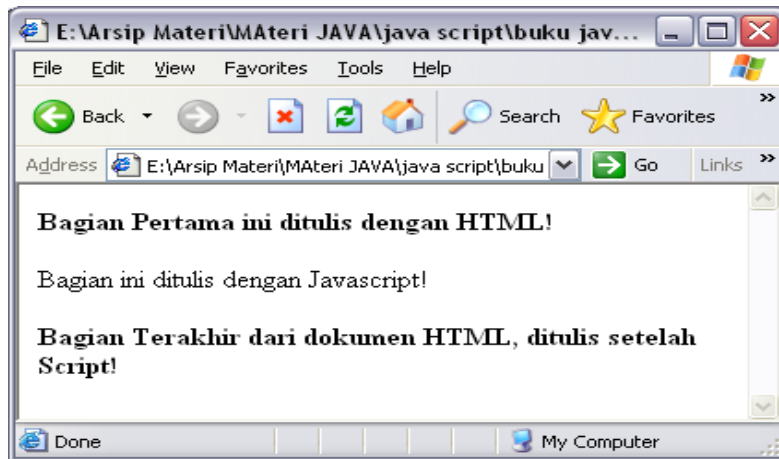 E:\Arsip Materi\MAteri JAVA\java script\buku jav...
File Edit View Favorites Tools Help
Back Search Favorites
Address E:\Arsip Materi\MAteri JAVA\java script\buku Go Links
Bagian Pertama ini ditulis dengan HTML!
Bagian ini ditulis dengan Javascript!
Bagian Terakhir dari dokumen HTML, ditulis setelah
Script!
Done My Computer